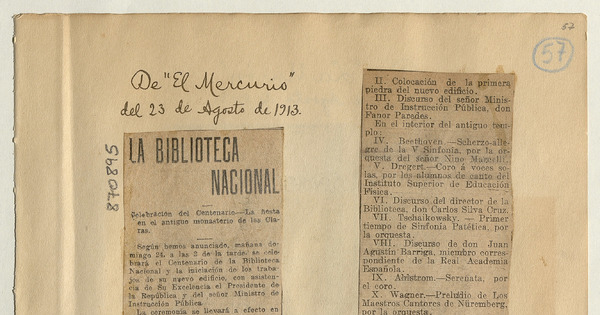 57
57
De "El Mercurio"
del 23 de Agosto de 1913.
870895
LA BIBLIOTECA
NACIONAL
Celebración del Centenario.—La fiesta
en el antiguo monasterio de las Cla-
ras.
Según hemos anunciado, mañana do-
mingo 24, a las 2 de la tarde, se cele-
brará el Centenario de la Biblioteca
Nacional y la iniciación de los traba-
jos de su nuevo edificio, con asisten-
cia de Su Excelencia el Presidente de
la República y del señor Ministro de
Instrucción Pública.
La ceremonia se llevará a efecto en
II. Colocación de la primera
piedra del nuevo edificio.
III. Discurso del señor Minis-
tro de Instrucción Pública, don
Fanor Paredes.
En el interior del antiguo tem-
plo:
IV. Beethoven.—Scherzo-alle-
gro de la V Sinfonía, por la or-
questa del señor Nino
V. Dregert.—Coro á voces so-
las, por los alumnos de canto del
Instituto Superior de Educación
Física.
VI. Discurso del director de la
Biblioteca, don Carlos Silva Cruz.
VII. Tschaikowsky. — Primer
tiempo de Sinfonía Patética, por
la orquesta.
VIII. Discurso de don Juan
Agustín Barriga, miembro corres-
pondiente de la Real Academia
Española.
IX. Ahlstrom.—Serenata, por
el coro.
X. Wagner.—Preludio de Los
Maestros Cantores de Nüremberg,
por la orquesta.